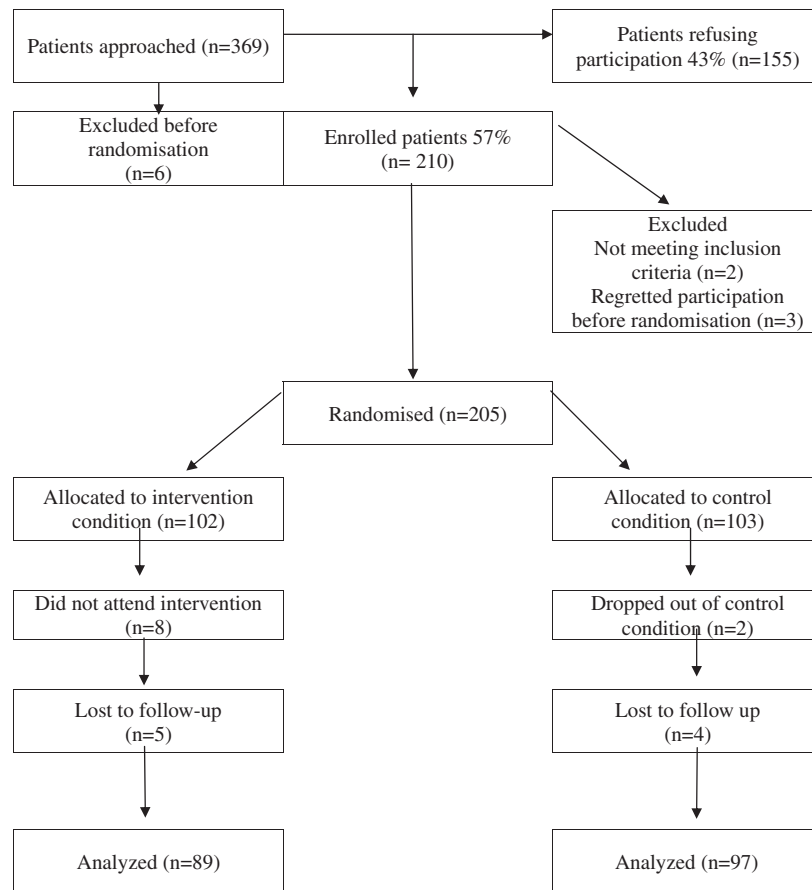 Patients approached (n=369)
Patients refusing
participation 43% (n=155)
Excluded before
randomisation
(n=6)
Enrolled patients 57%
(n= 210)
Excluded
Not meeting inclusion
criteria (n=2)
Regretted participation
before randomisation (n=3)
Randomised (n=205)
Allocated to intervention
condition (n=102)
Allocated to control
condition (n=103)
Did not attend intervention
(n=8)
Dropped out of control
condition (n=2)
Lost to follow-up
(n=5)
Lost to follow up
(n=4)
Analyzed (n=89)
Analyzed (n=97)